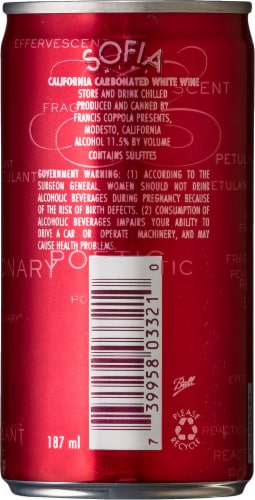 EFFERVESCENT
SOFIA
CALIFORNIA CARBONATED WHITE WINE
STORE AND DRINK CHILLED
PRODUCED AND CANNED BY
FRANCIS COPPOLA PRESENTS,
MODESTO, CALIFORNIA
ALCOHOL 11.5% BY VOLUME
CONTAINS SULFITES
PETULANT
GOVERNMENT WARNING: (1) ACCORDING TO THE
SURGEON GENERAL, WOMEN SHOULD NOT DRINK
ALCOHOLIC BEVERAGES DURING PREGNANCY BECAUSE
OF THE RISK OF BIRTH DEFECTS. (2) CONSUMPTION OF
ALCOHOLIC BEVERAGES IMPAIRS YOUR ABILITY TO
DRIVE A CAR OR OPERATE MACHINERY, AND MAY
CAUSE HEALTH PROBLEMS.
POETIC
7 39958 03321 0
Ball
PLEASE
RECYCLE
187 ml